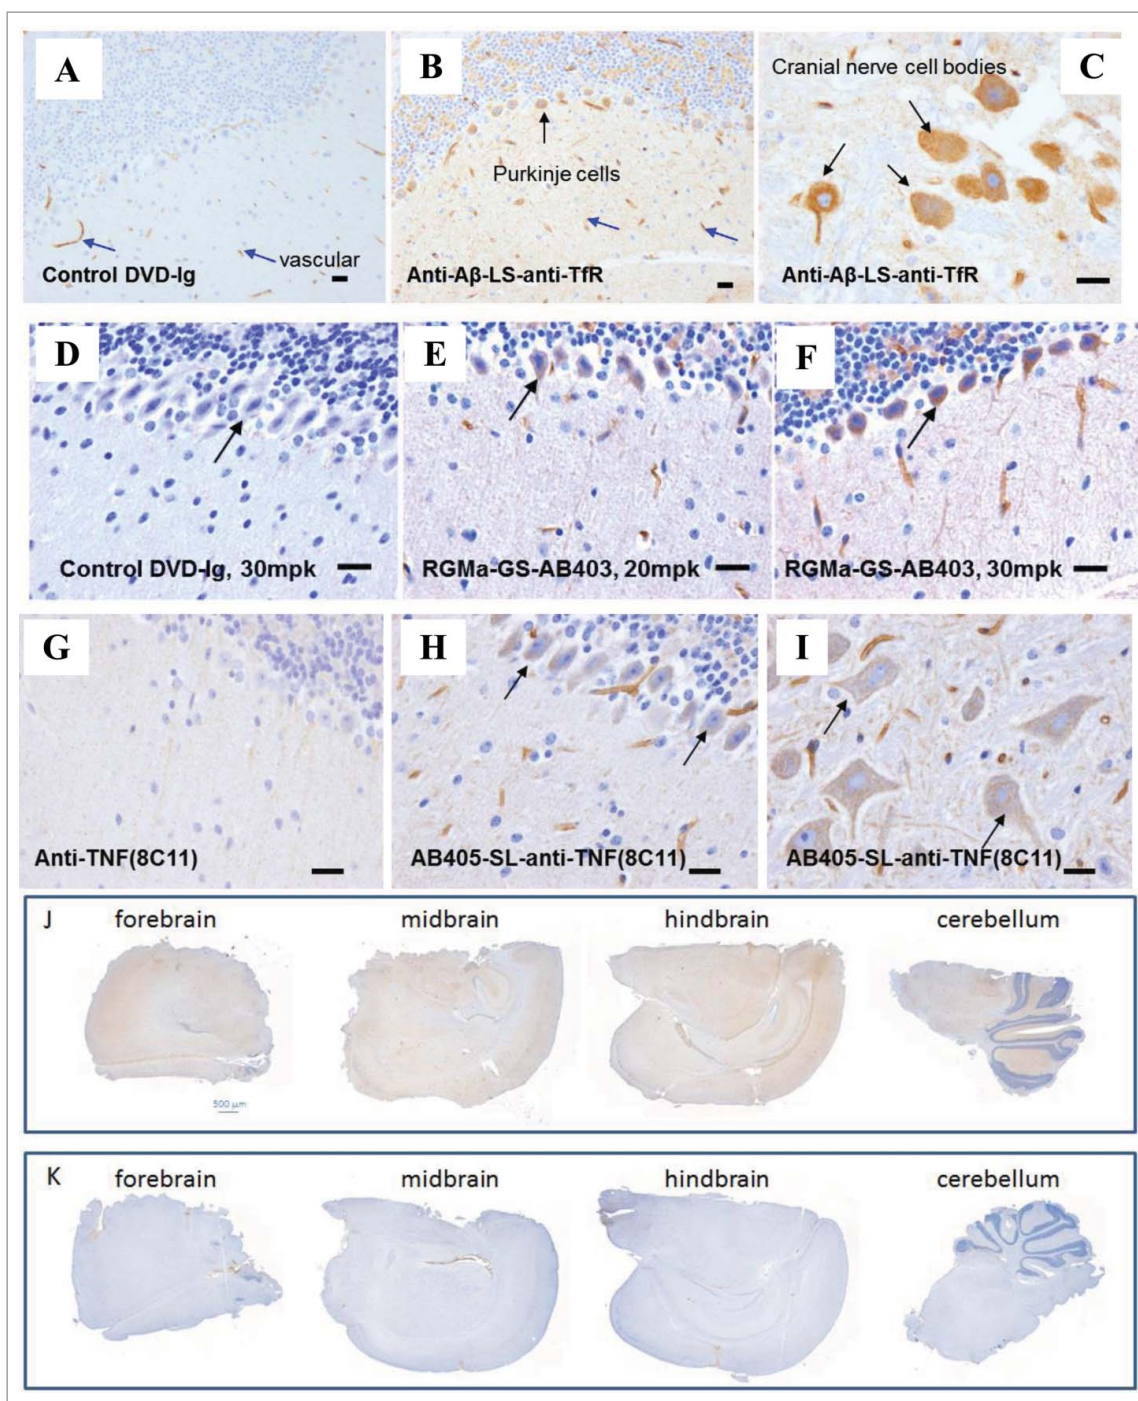 A
Control DVD-Ig
vascular
B
Purkinje cells
Anti-Aβ-LS-anti-TfR
C
Cranial nerve cell bodies
Anti-Aβ-LS-anti-TfR
D
Control DVD-Ig, 30mpk
E
RGMa-GS-AB403, 20mpk
F
RGMa-GS-AB403, 30mpk
G
Anti-TNF(8C11)
H
AB405-SL-anti-TNF(8C11)
I
AB405-SL-anti-TNF(8C11)
J
forebrain
midbrain
hindbrain
cerebellum
500 μm
K
forebrain
midbrain
hindbrain
cerebellum